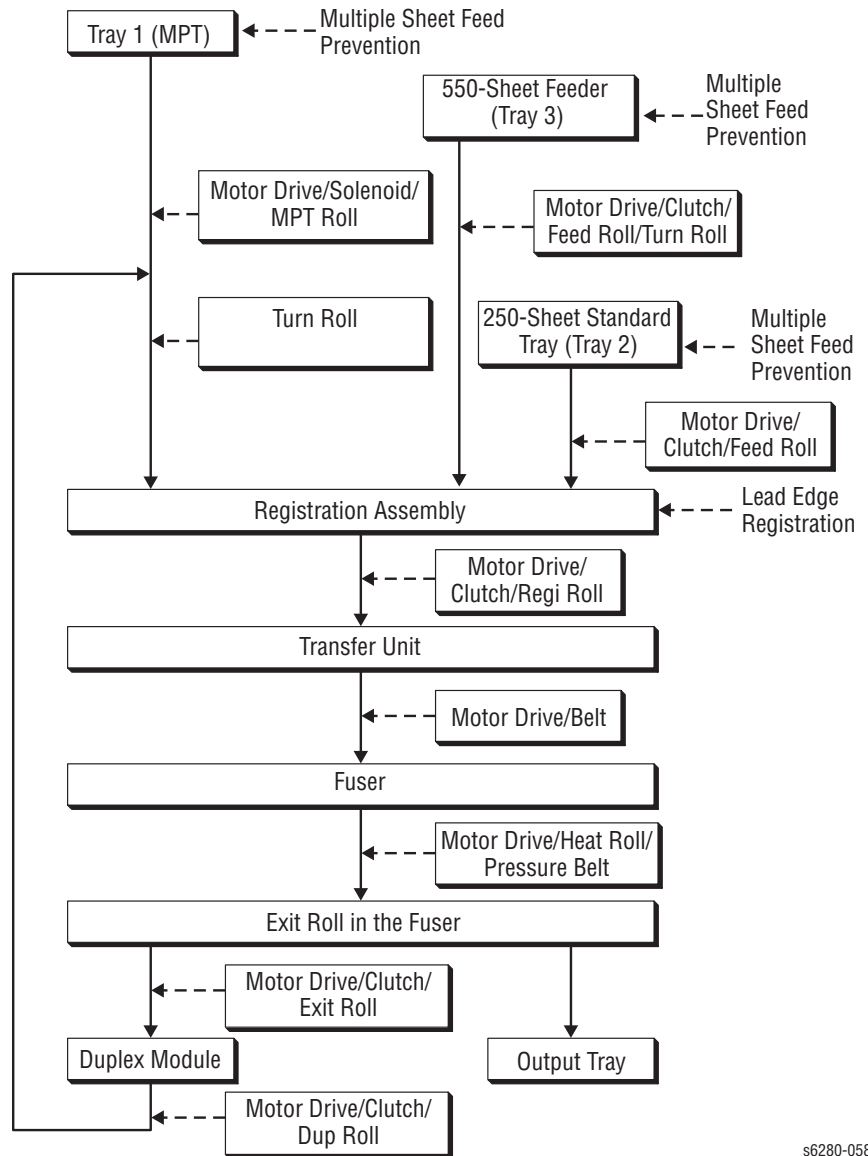 Tray 1 (MPT)
Multiple Sheet Feed
Prevention
550-Sheet Feeder
(Tray 3)
Multiple
Sheet Feed
Prevention
Motor Drive/Solenoid/
MPT Roll
Motor Drive/Clutch/
Feed Roll/Turn Roll
Turn Roll
250-Sheet Standard
Tray (Tray 2)
Multiple
Sheet Feed
Prevention
Motor Drive/
Clutch/Feed Roll
Registration Assembly
Lead Edge
Registration
Motor Drive/
Clutch/Regi Roll
Transfer Unit
Motor Drive/Belt
Fuser
Motor Drive/Heat Roll/
Pressure Belt
Exit Roll in the Fuser
Motor Drive/Clutch/
Exit Roll
Duplex Module
Output Tray
Motor Drive/Clutch/
Dup Roll
s6280-058